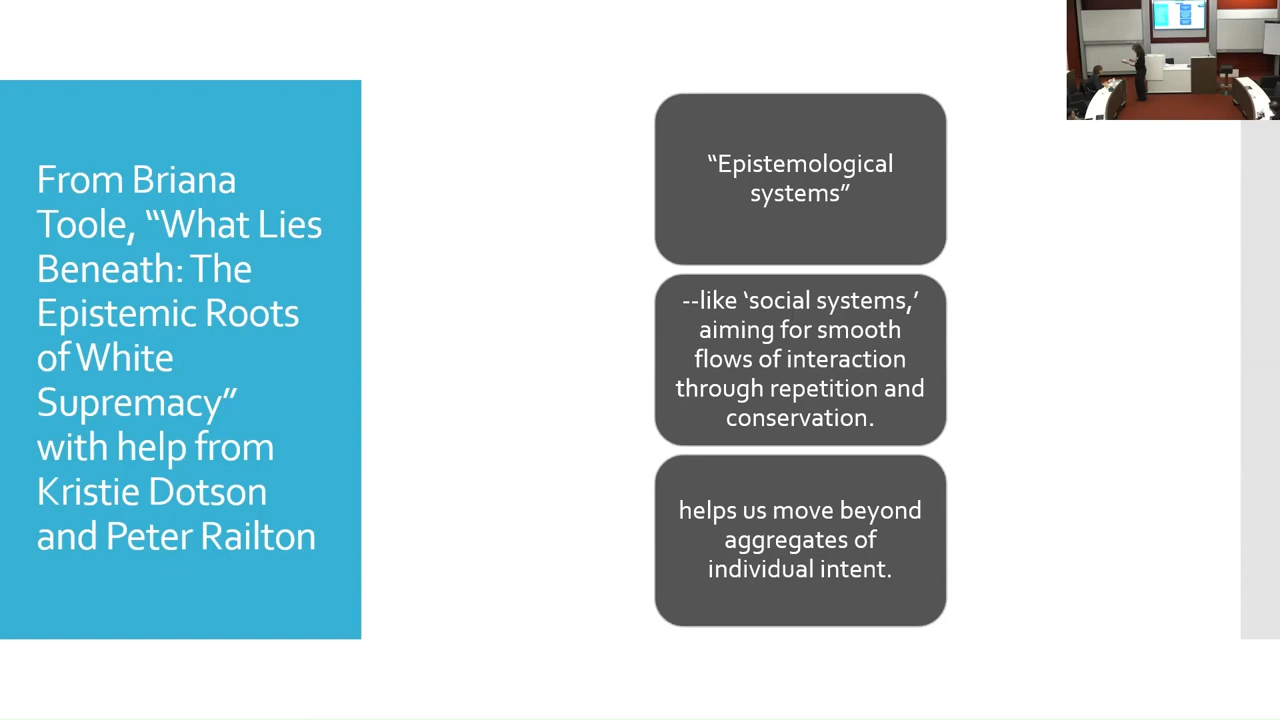 From Briana
Toole, “What Lies
Beneath: The
Epistemic Roots
of White
Supremacy”
with help from
Kristie Dotson
and Peter Railton
“Epistemological
systems”
--like ‘social systems,’
aiming for smooth
flows of interaction
through repetition and
conservation.
helps us move beyond
aggregates of
individual intent.